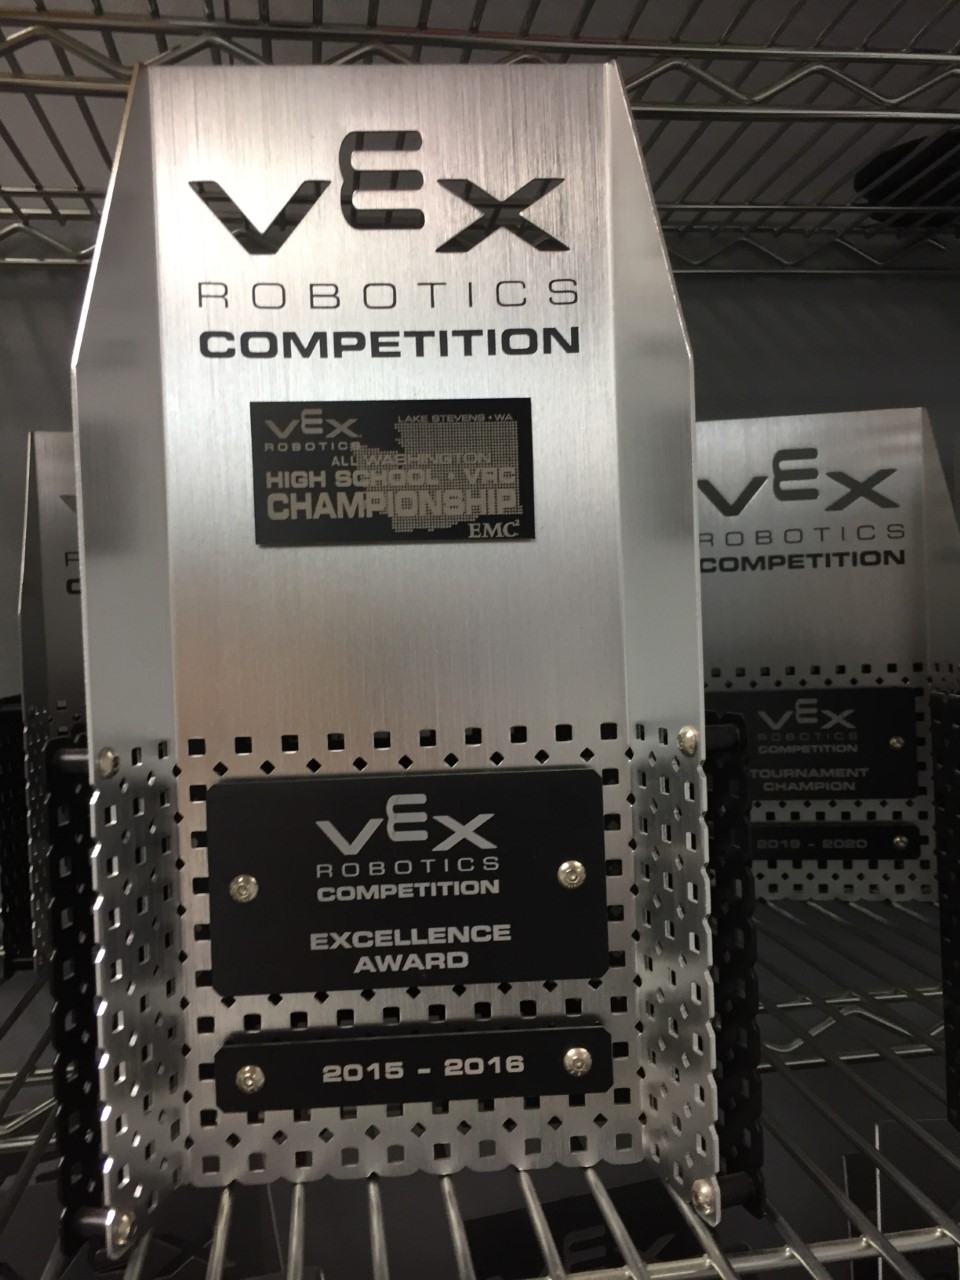 VEX
ROBOTICS
COMPETITION
VEX
ROBOTICS
LAKE STEVENS • WA
ALL WASHINGTON
HIGH SCHOOL • VRC
CHAMPIONSHIP
EMC²
VEX
ROBOTICS
COMPETITION
EXCELLENCE
AWARD
2015 - 2016
VEX
ROBOTICS
COMPETITION
VEX
ROBOTICS
COMPETITION
TOURNAMENT
CHAMPION
2019 - 2020